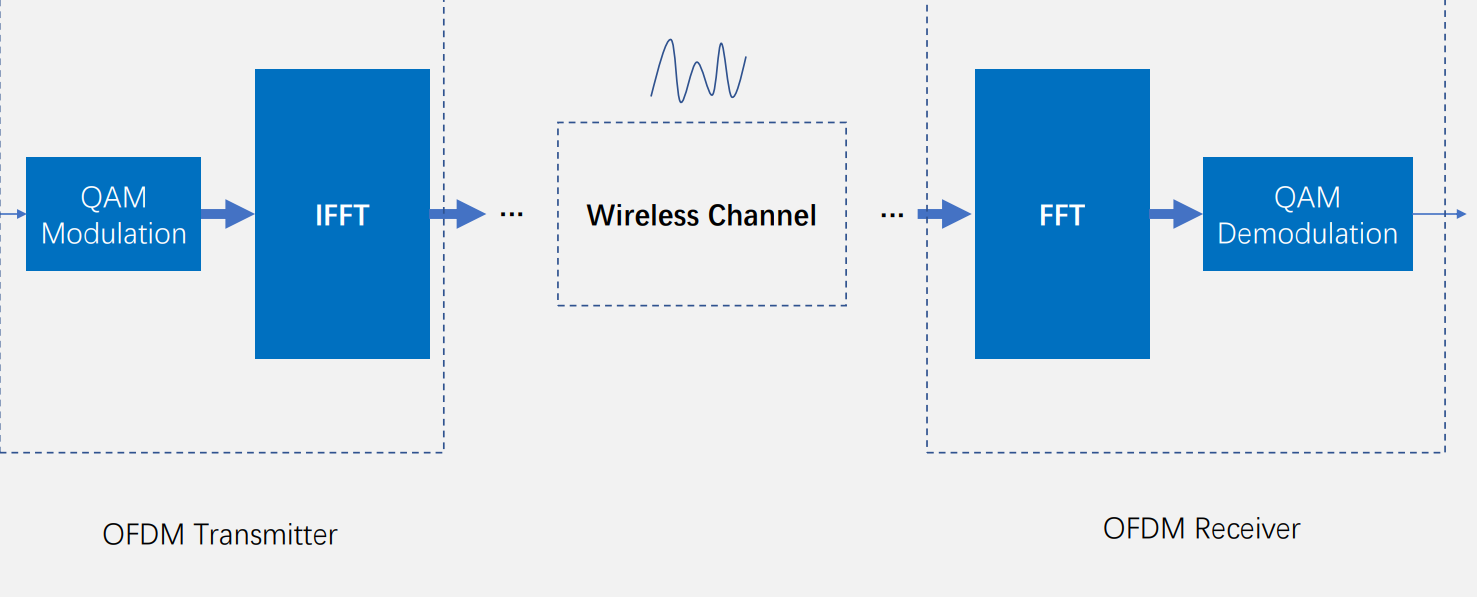 QAM
Modulation
IFFT
...
Wireless Channel
...
FFT
QAM
Demodulation
OFDM Transmitter
OFDM Receiver